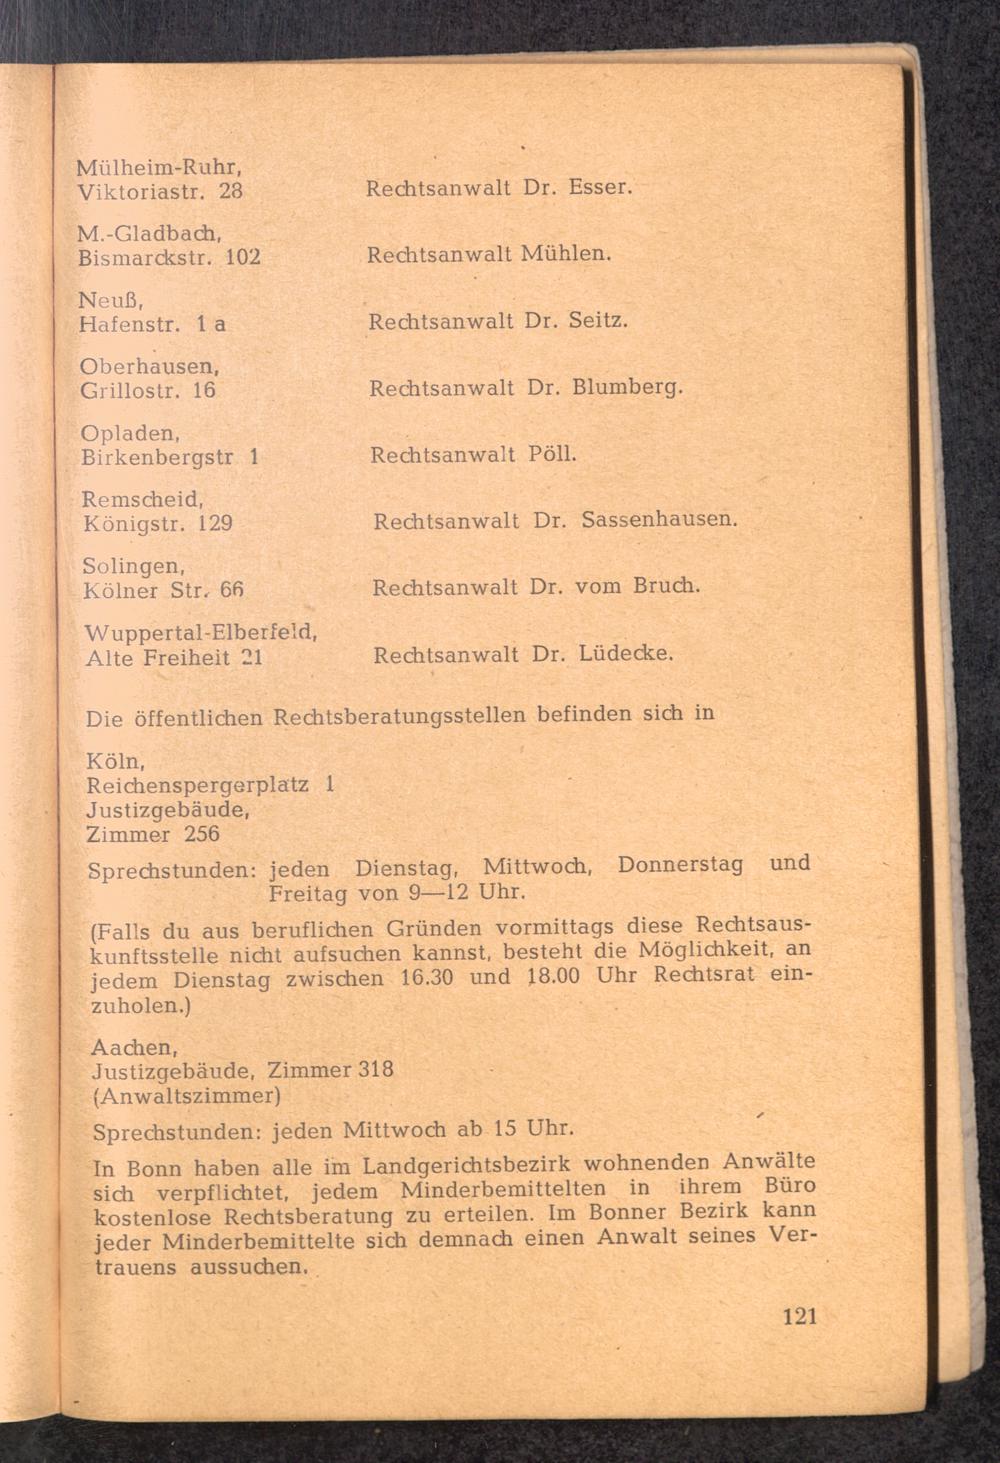 Mülheim-Ruhr,
Viktoriastr. 28 Rechtsanwalt Dr. Esser.
M.-Gladbach,
Bismarckstr. 102 Rechtsanwalt Mühlen.
Neuß,
Hafenstr. 1 a Rechtsanwalt Dr. Seitz.
Oberhausen,
Grillostr. 16 Rechtsanwalt Dr. Blumberg.
Opladen,
Birkenbergstr 1 Rechtsanwalt Pöll.
Remscheid,
Königstr. 129 Rechtsanwalt Dr. Sassenhausen.
Solingen,
Kölner Str. 66 Rechtsanwalt Dr. vom Bruch.
Wuppertal-Elberfeld,
Alte Freiheit 21 Rechtsanwalt Dr. Lüdecke.
Die öffentlichen Rechtsberatungsstellen befinden sich in
Köln,
Reichenspergerplatz 1
Justizgebäude,
Zimmer 256
Sprechstunden: jeden Dienstag, Mittwoch, Donnerstag und
Freitag von 9—12 Uhr.
(Falls du aus beruflichen Gründen vormittags diese Rechtsaus-
kunftsstelle nicht aufsuchen kannst, besteht die Möglichkeit, an
jedem Dienstag zwischen 16.30 und 18.00 Uhr Rechtsrat ein-
zuholen.)
Aachen,
Justizgebäude, Zimmer 318
(Anwaltszimmer)
Sprechstunden: jeden Mittwoch ab 15 Uhr.
In Bonn haben alle im Landgerichtsbezirk wohnenden Anwälte
sich verpflichtet, jedem Minderbemittelten in ihrem Büro
kostenlose Rechtsberatung zu erteilen. Im Bonner Bezirk kann
jeder Minderbemittelte sich demnach einen Anwalt seines Ver-
trauens aussuchen.
121